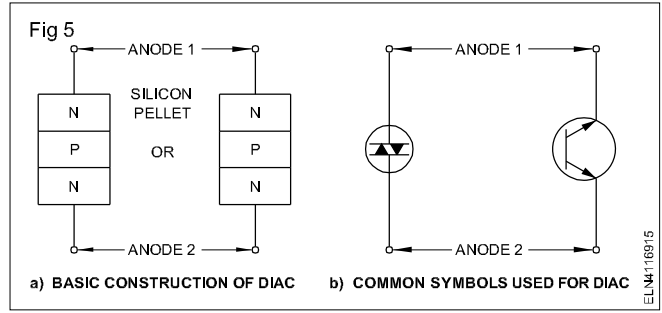 Fig 5
ANODE 1
N
P
N
SILICON
PELLET
OR
N
P
N
ANODE 2
a) BASIC CONSTRUCTION OF DIAC
ANODE 1
ANODE 2
b) COMMON SYMBOLS USED FOR DIAC
ELN4116915